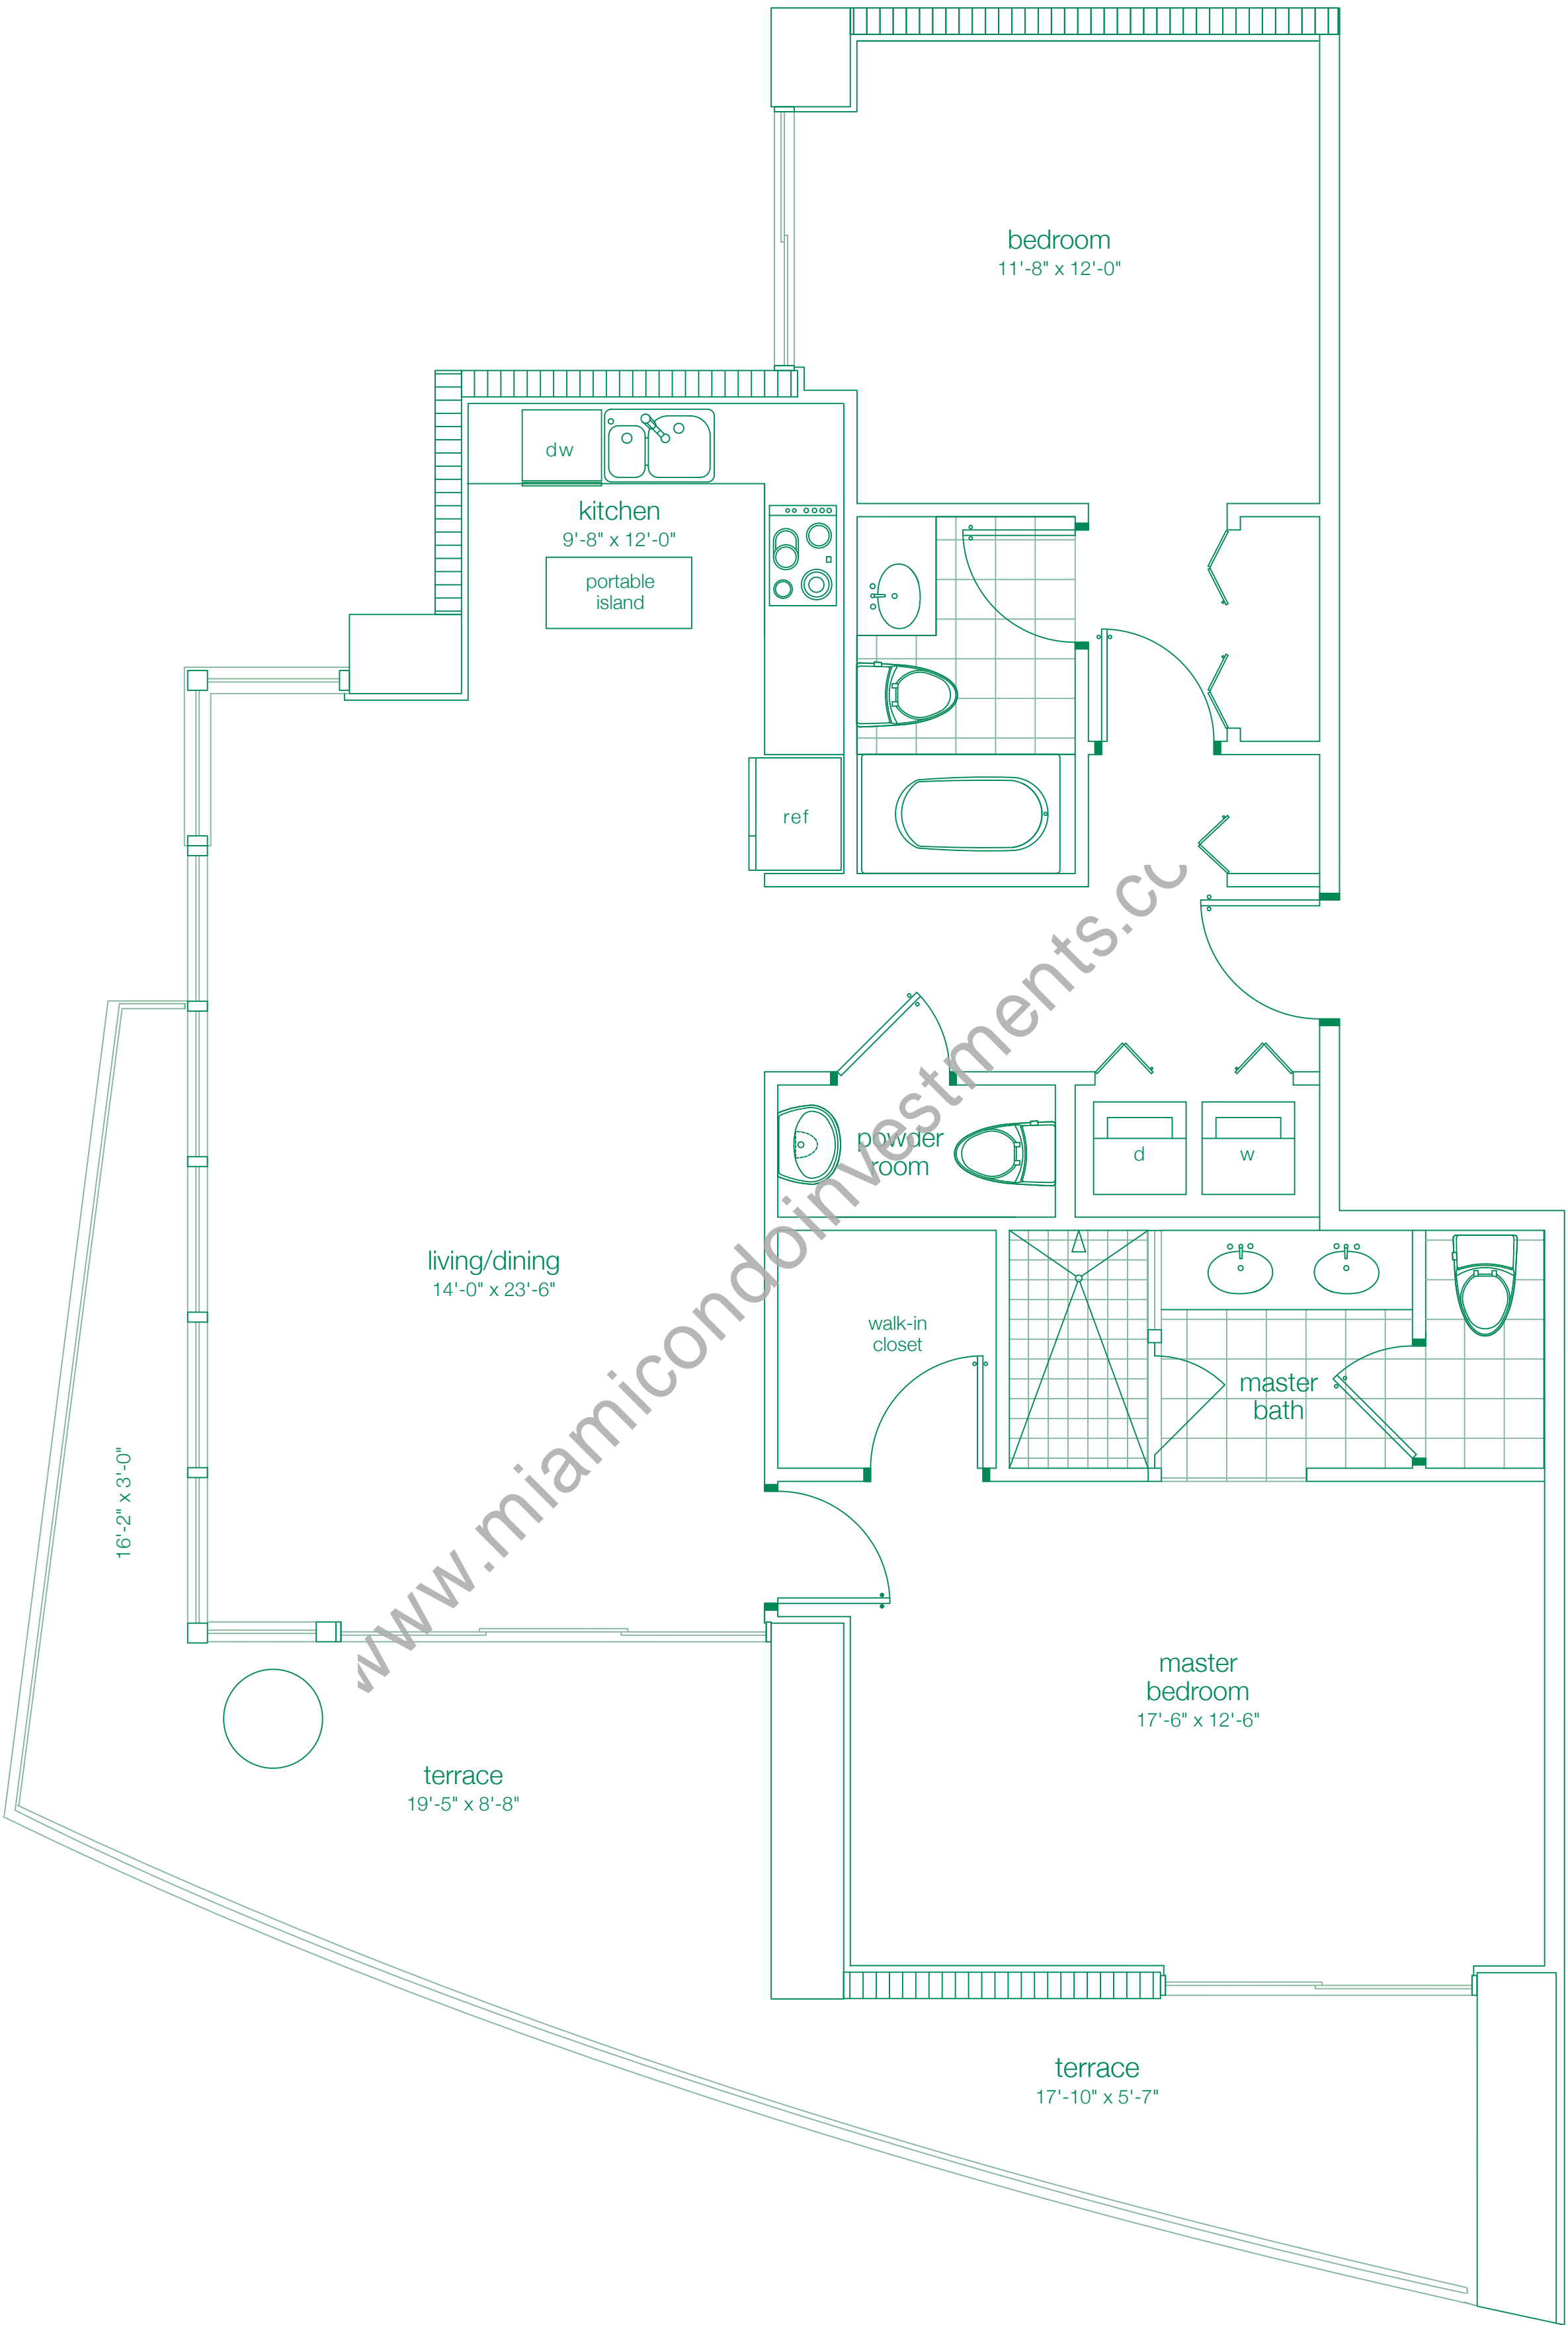 bedroom
11'-8" x 12'-0"
dw
kitchen
9'-8" x 12'-0"
portable
island
ref
powder
room
d
w
living/dining
14'-0" x 23'-6"
walk-in
closet
master
bath
16'-2" x 3'-0"
master
bedroom
17'-6" x 12'-6"
terrace
19'-5" x 8'-8"
terrace
17'-10" x 5'-7"
www.miamicondoinvestments.cc